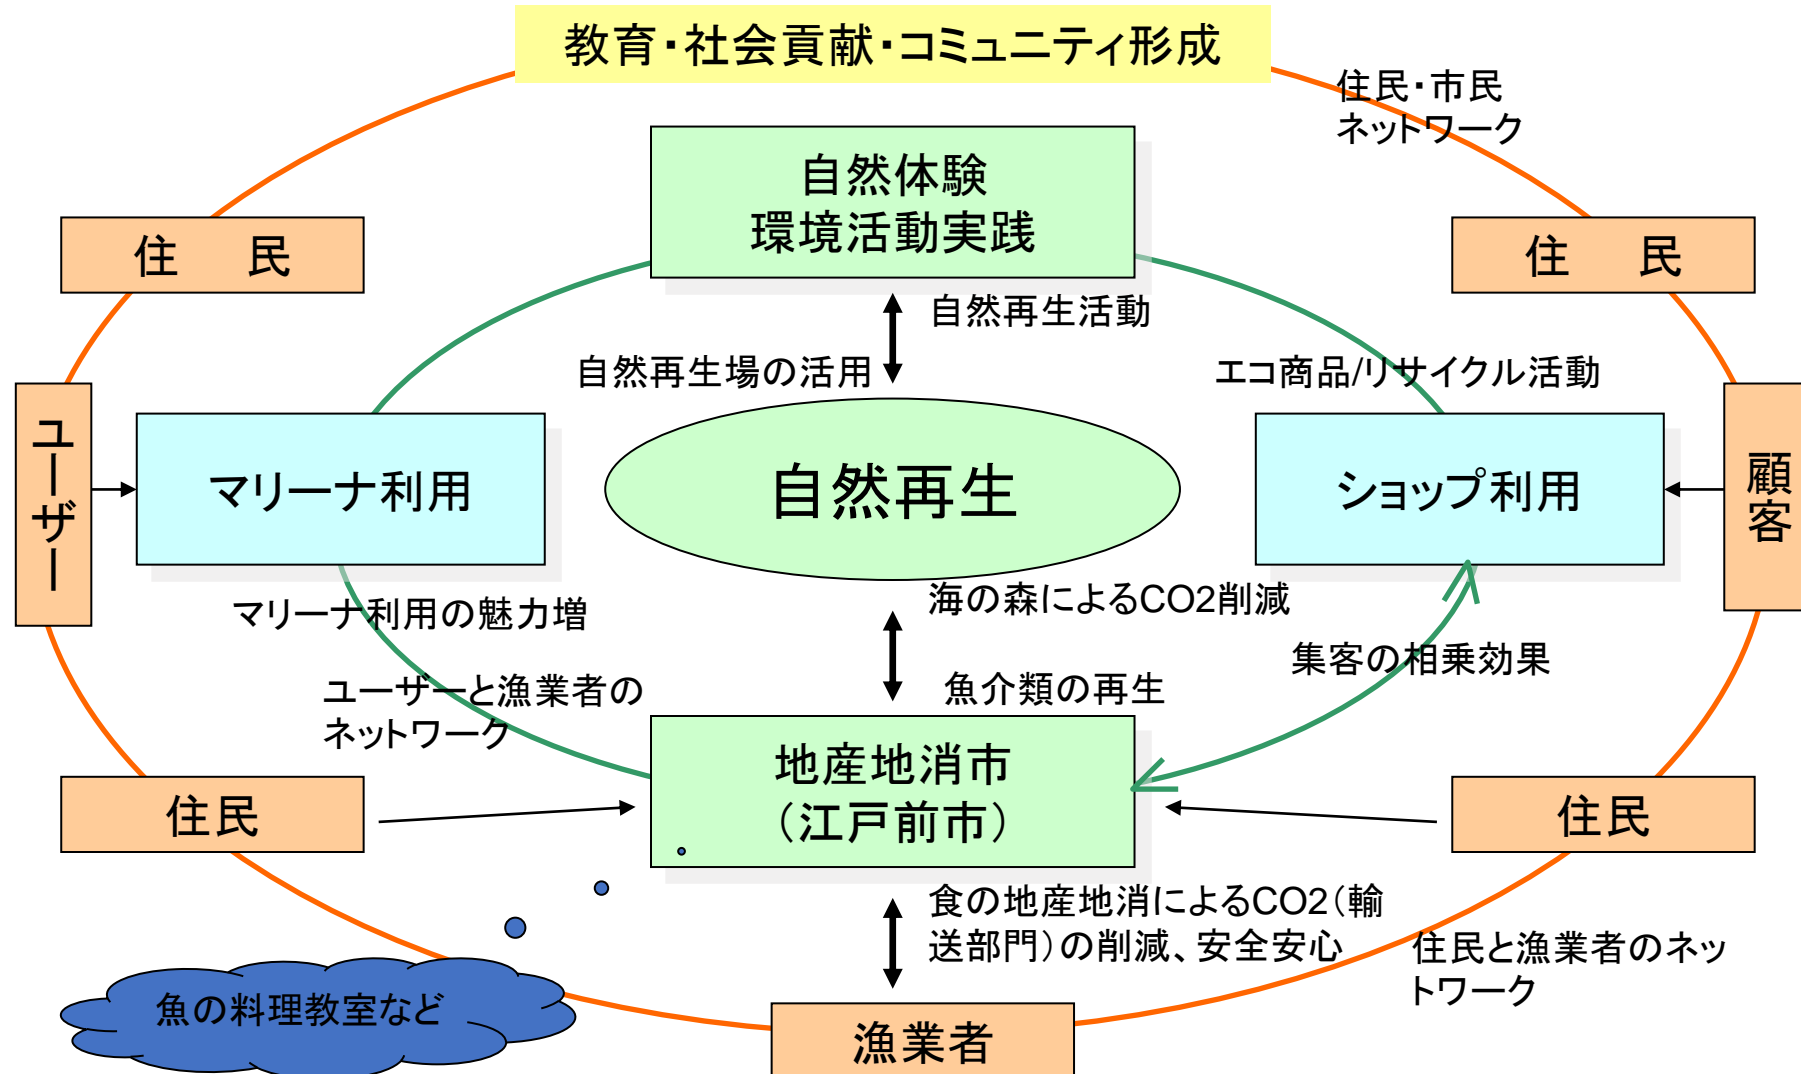 教育・社会貢献・コミュニティ形成
住民・市民
ネットワーク
自然体験
環境活動実践
住　民
住　民
自然再生活動
自然再生場の活用
エコ商品/リサイクル活動
ユーザー
マリーナ利用
自然再生
ショップ利用
顧客
海の森によるCO2削減
マリーナ利用の魅力増
集客の相乗効果
ユーザーと漁業者の
ネットワーク
魚介類の再生
地産地消市
（江戸前市）
住民
住民
食の地産地消によるCO2（輸
送部門）の削減、安全安心
住民と漁業者のネッ
トワーク
魚の料理教室など
漁業者